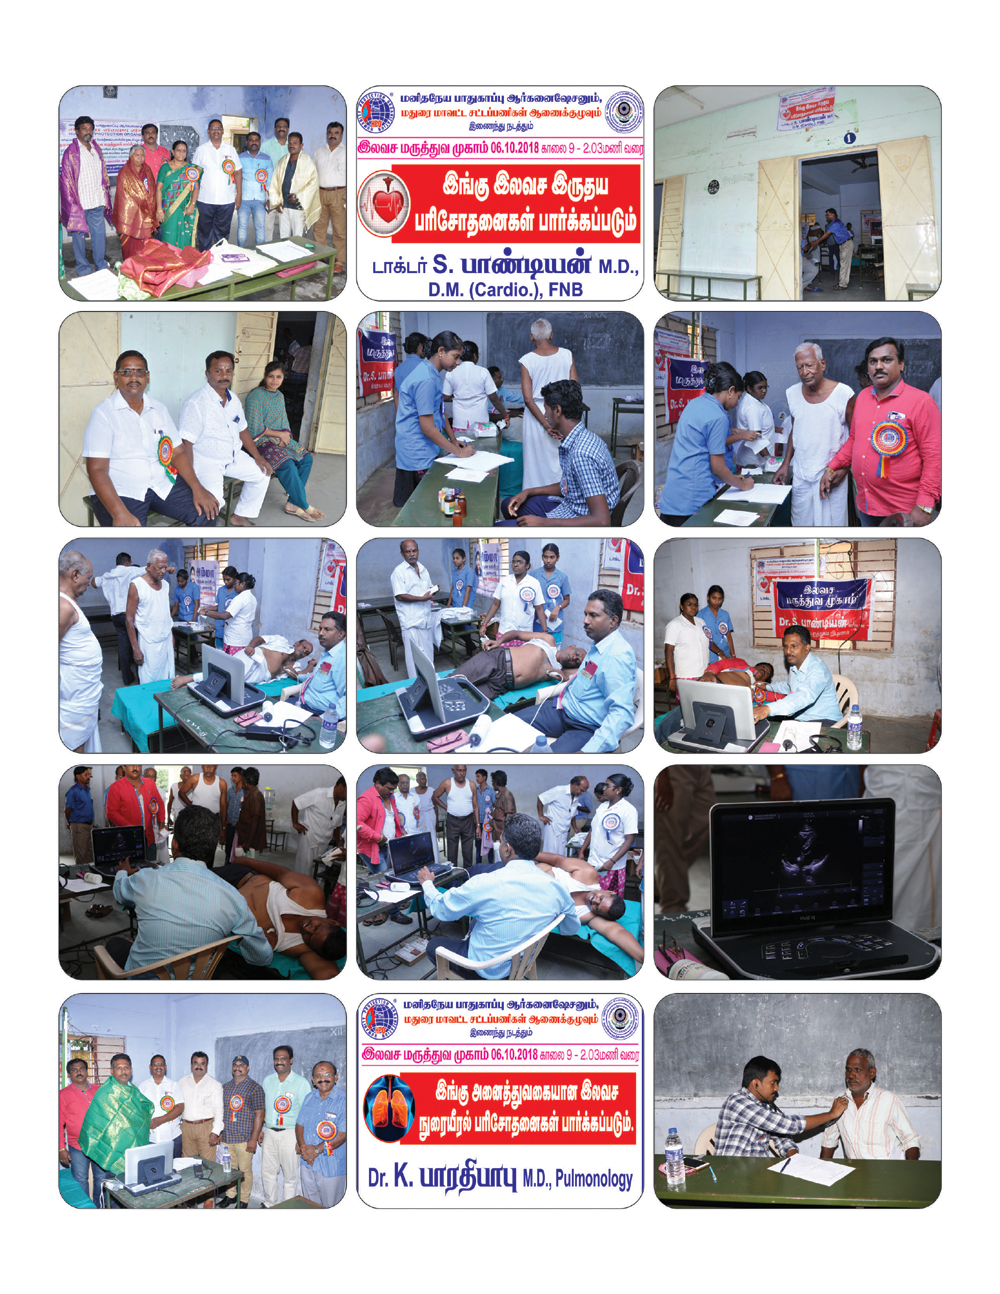 மனிதநேய பாதுகாப்பு ஆர்கனைஷேசனும்,
மதுரை மாவட்ட சட்டப்பணிகள் ஆணைக்குழுவும்
இணைந்து நடத்தும்
இலவச மருத்துவ முகாம் 06.10.2018 காலை 9 - 2.03மணி வரை
இங்கு இலவச இருதய
பரிசோதனைகள் பார்க்கப்படும்
டாக்டர் S. பாண்டியன் M.D.,
D.M. (Cardio.), FNB
1
இலவச
மருத்துவ முகாம்
Dr. S. பாண்டியன்
மனிதநேய பாதுகாப்பு ஆர்கனைஷேசனும்,
மதுரை மாவட்ட சட்டப்பணிகள் ஆணைக்குழுவும்
இணைந்து நடத்தும்
இலவச மருத்துவ முகாம் 06.10.2018 காலை 9 - 2.03மணி வரை
இங்கு அனைத்துவகையான இலவச
நுரையீரல் பரிசோதனைகள் பார்க்கப்படும்.
Dr. K. பாரதிபாபு M.D., Pulmonology